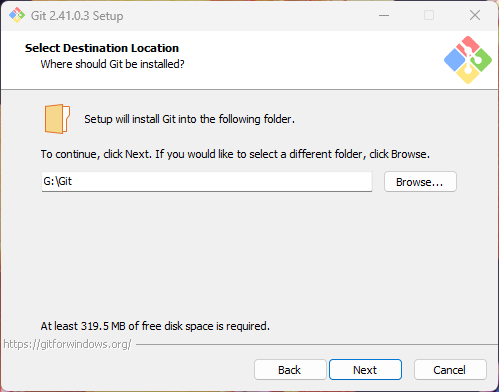 Git 2.41.0.3 Setup
Select Destination Location
Where should Git be installed?
Setup will install Git into the following folder.
To continue, click Next. If you would like to select a different folder, click Browse.
G:\Git
Browse...
At least 319.5 MB of free disk space is required.
https://gitforwindows.org/
Back
Next
Cancel